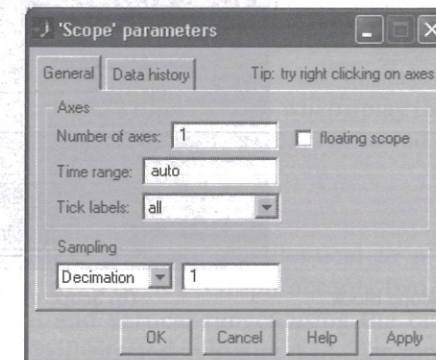 'Scope' parameters
General Data history Tip: try right clicking on axes
Axes
Number of axes: 1 floating scope
Time range: auto
Tick labels: all
Sampling
Decimation 1
OK Cancel Help Apply